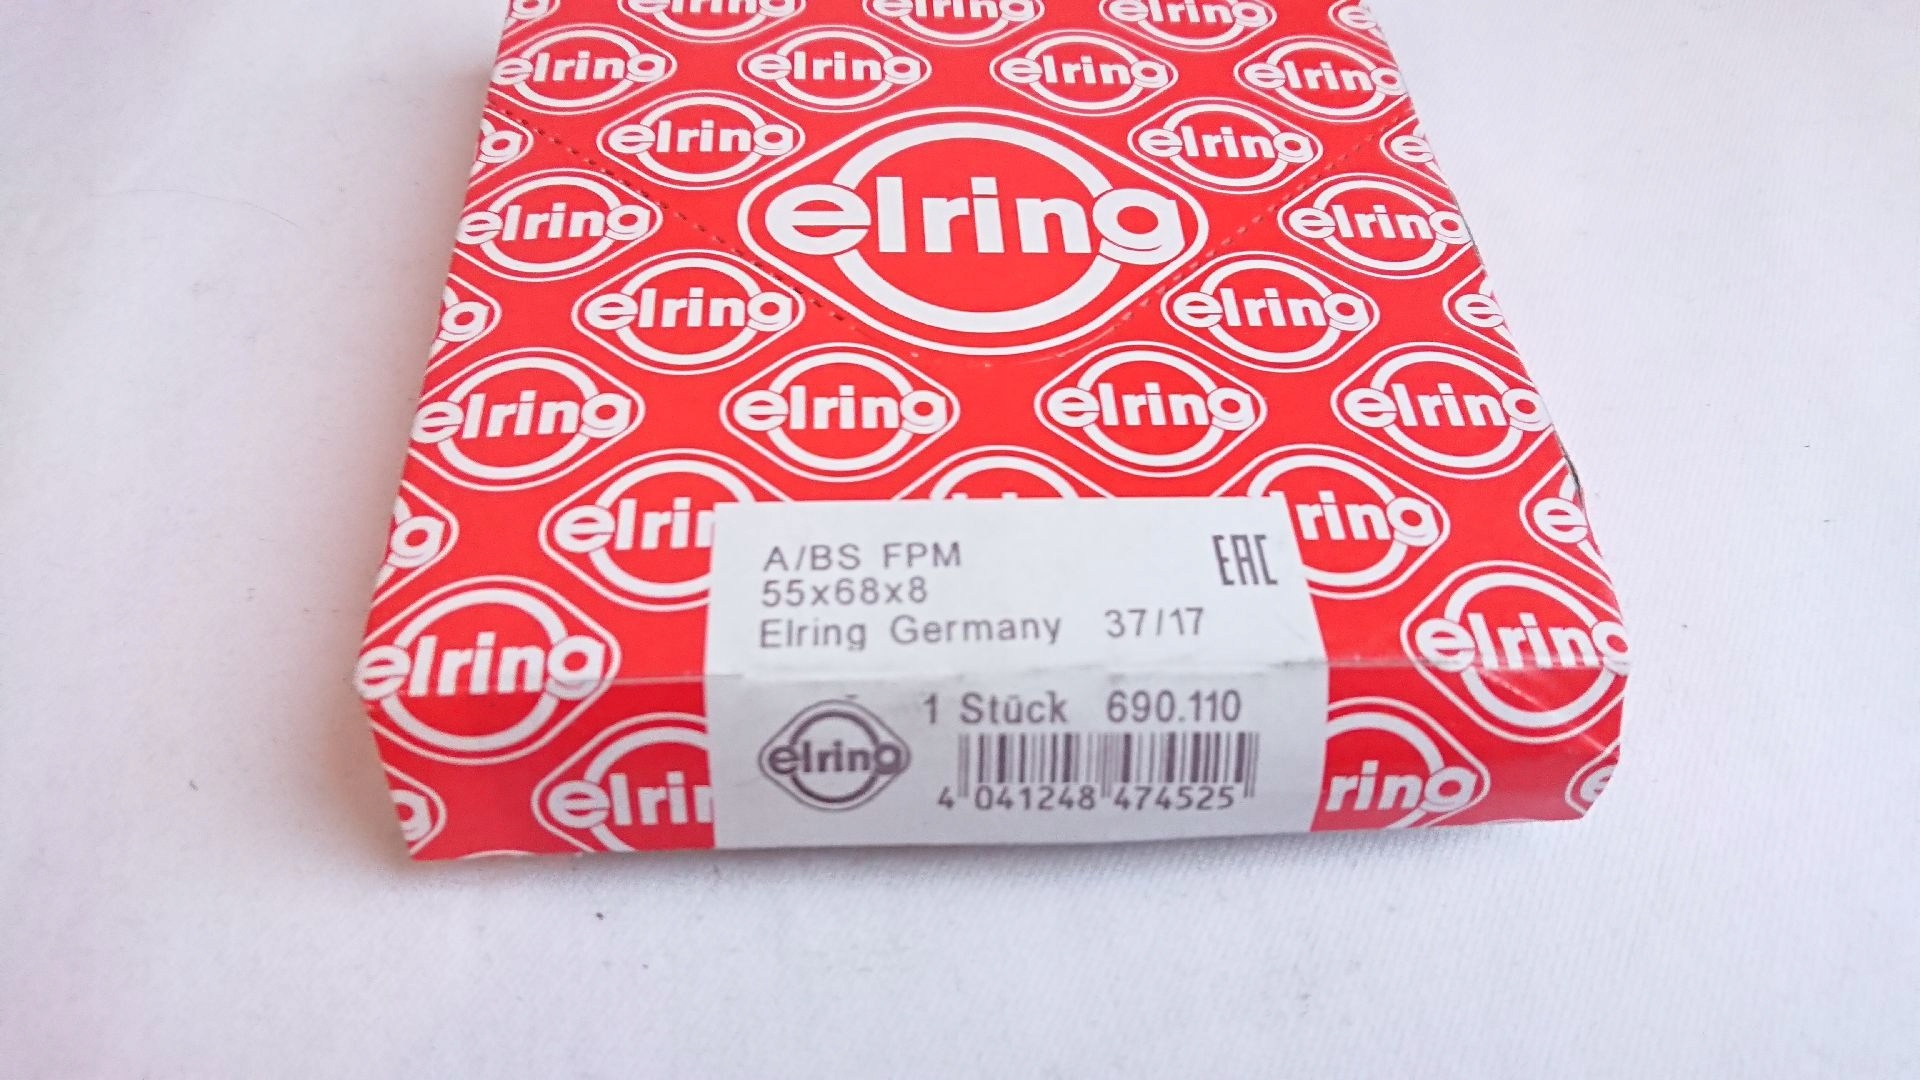 elring
A/BS FPM
EAC
55x68x8
Elring Germany 37/17
1 Stück 690.110
elring
4 041248 474525